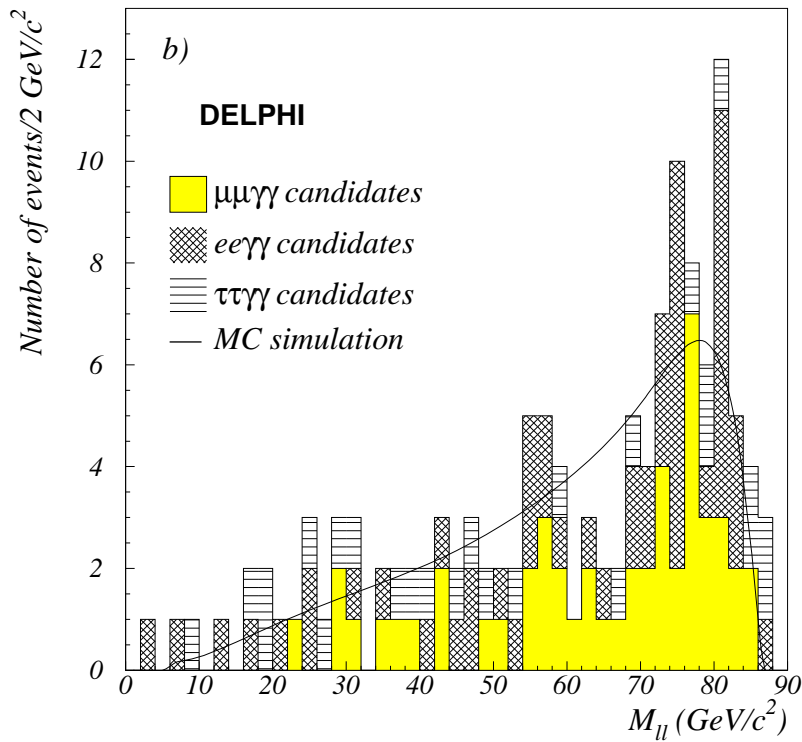 Number of events/2 GeV/c²
b)
DELPHI
μμγγ candidates
eeγγ candidates
ττγγ candidates
MC simulation
12
10
8
6
4
2
0
0 10 20 30 40 50 60 70 80 90
M_ll (GeV/c²)